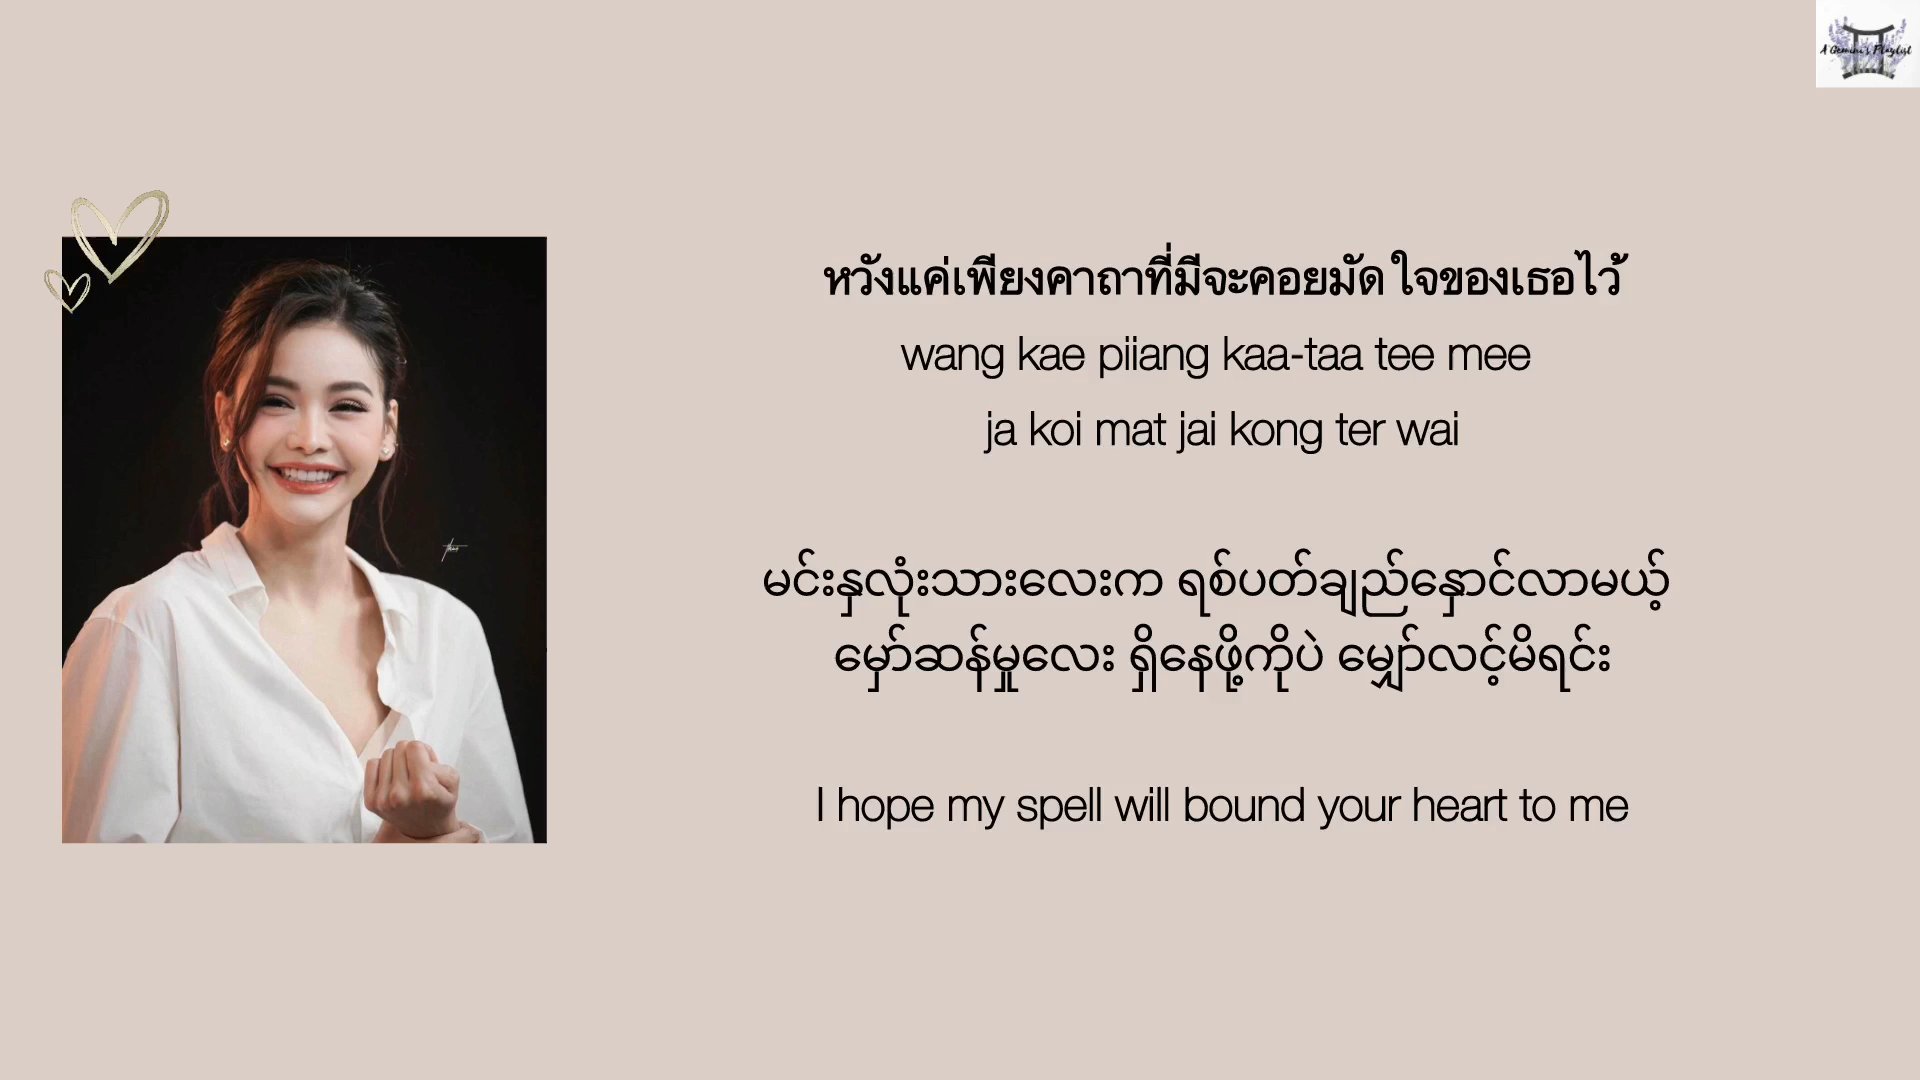 A Gemini's Playlist
หวังแค่เพียงคาถาที่มีจะคอยมัด ใจของเธอไว้
wang kae piiang kaa-taa tee mee
ja koi mat jai kong ter wai
မင်းနှလုံးသားလေးက ရစ်ပတ်ချည်နှောင်လာမယ့်
မှော်ဆန်မှုလေး ရှိနေဖို့ကိုပဲ မျှော်လင့်မိရင်း
I hope my spell will bound your heart to me